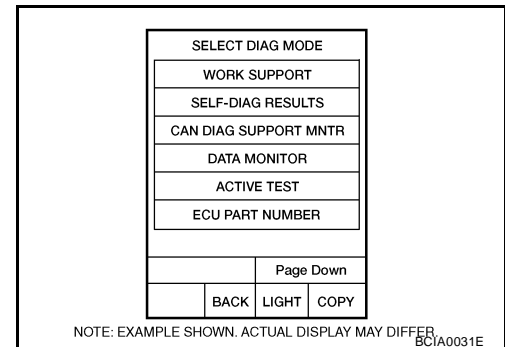 SELECT DIAG MODE
WORK SUPPORT
SELF-DIAG RESULTS
CAN DIAG SUPPORT MNTR
DATA MONITOR
ACTIVE TEST
ECU PART NUMBER
Page Down
BACK LIGHT COPY
NOTE: EXAMPLE SHOWN. ACTUAL DISPLAY MAY DIFFER.
BCIA0031E